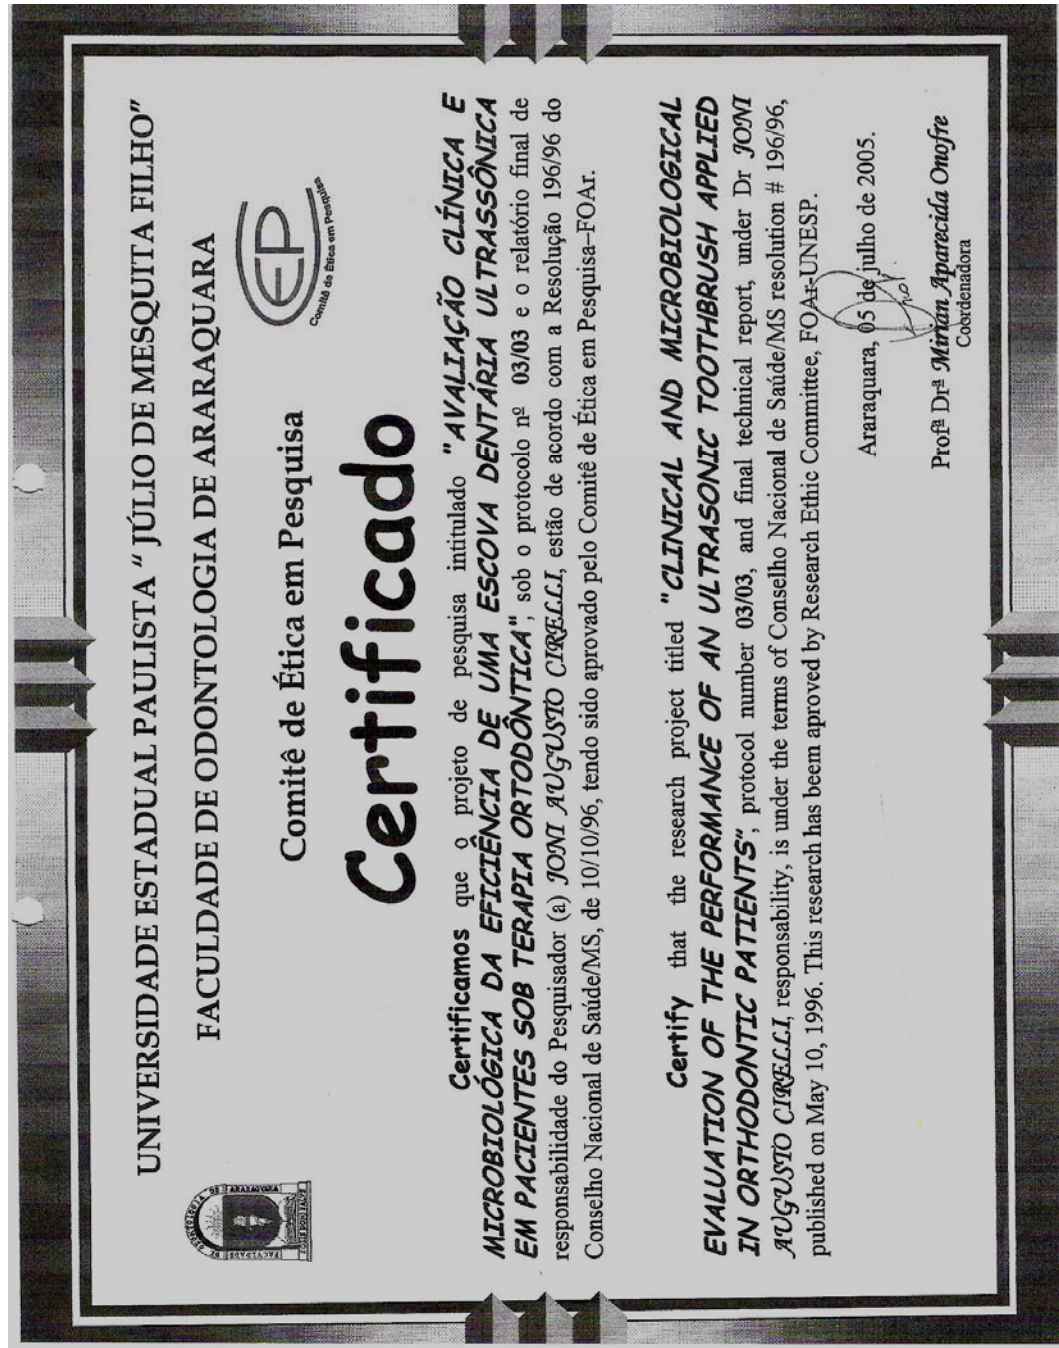 UNIVERSIDADE ESTADUAL PAULISTA “ JÚLIO DE MESQUITA FILHO”
FACULDADE DE ODONTOLOGIA DE ARARAQUARA
FACULDADE DE ODONTOLOGIA DE ARARAQUARA
CEP
Comitê de Ética em Pesquisa
Comitê de Ética em Pesquisa
Certificado
Certificamos que o projeto de pesquisa intitulado "AVALIAÇÃO CLÍNICA E
MICROBIOLÓGICA DA EFICIÊNCIA DE UMA ESCOVA DENTÁRIA ULTRASSÔNICA
EM PACIENTES SOB TERAPIA ORTODÔNTICA", sob o protocolo nº 03/03 e o relatório final de
responsabilidade do Pesquisador (a) JONI AUGUSTO CIRELLI, estão de acordo com a Resolução 196/96 do
Conselho Nacional de Saúde/MS, de 10/10/96, tendo sido aprovado pelo Comitê de Ética em Pesquisa-FOAr.
Certify that the research project titled "CLINICAL AND MICROBIOLOGICAL
EVALUATION OF THE PERFORMANCE OF AN ULTRASONIC TOOTHBRUSH APPLIED
IN ORTHODONTIC PATIENTS", protocol number 03/03, and final technical report, under Dr JONI
AUGUSTO CIRELLI, responsability, is under the terms of Conselho Nacional de Saúde/MS resolution # 196/96,
published on May 10, 1996. This research has beem aproved by Research Ethic Committee, FOAr-UNESP.
Araraquara, 05 de julho de 2005.
Profª Drª Mirian Aparecida Onofre
Coordenadora